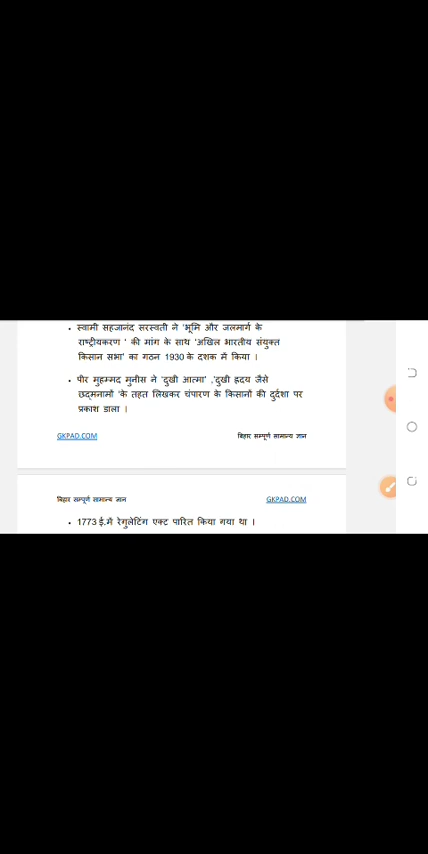 • स्वामी सहजानंद सरस्वती ने 'भूमि और जलमार्ग के
राष्ट्रीयकरण ' की मांग के साथ 'अखिल भारतीय संयुक्त
किसान सभा' का गठन 1930 के दशक में किया ।
• पीर मुहम्मद मुनीस ने 'दुखी आत्मा' ,'दुखी ह्रदय जैसे
छद्मनामों 'के तहत लिखकर चंपारण के किसानों की दुर्दशा पर
प्रकाश डाला ।
GKPAD.COM बिहार सम्पूर्ण सामान्य ज्ञान
बिहार सम्पूर्ण सामान्य ज्ञान GKPAD.COM
• 1773 ई.में रेगुलेटिंग एक्ट पारित किया गया था ।